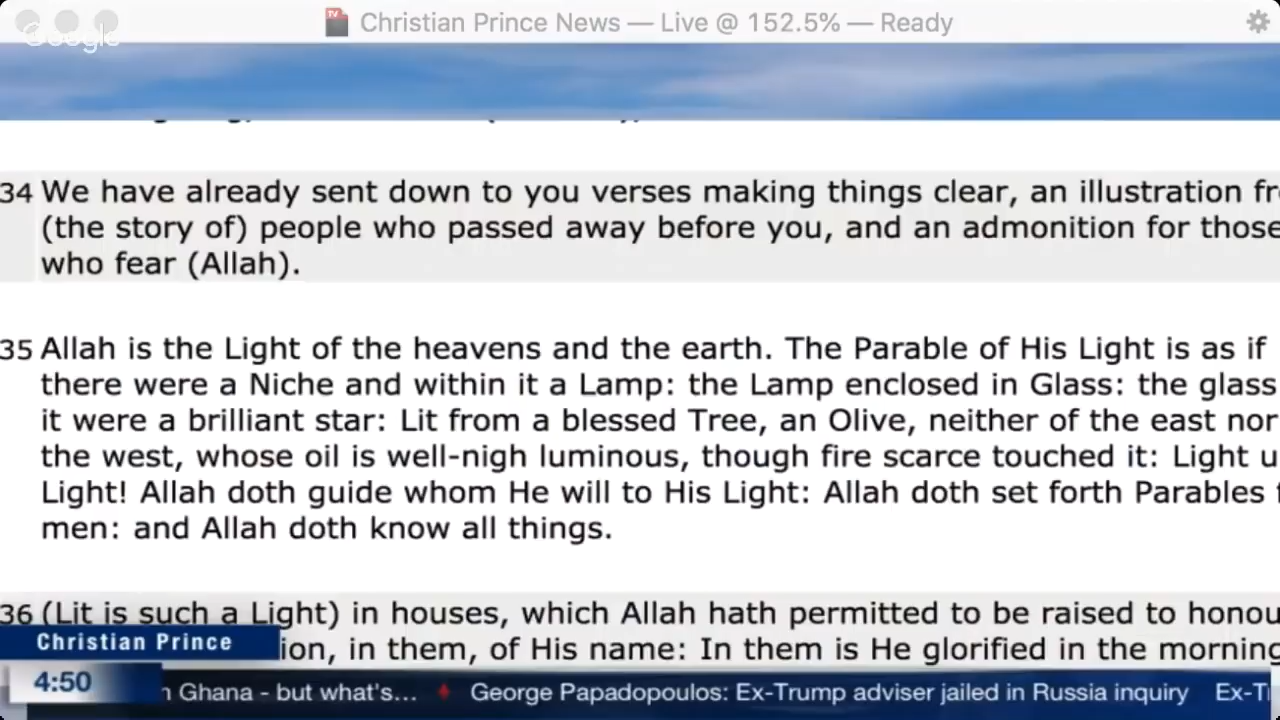 Christian Prince News — Live @ 152.5% — Ready
Google
34 We have already sent down to you verses making things clear, an illustration
(the story of) people who passed away before you, and an admonition for those
who fear (Allah).
35 Allah is the Light of the heavens and the earth. The Parable of His Light is as if
there were a Niche and within it a Lamp: the Lamp enclosed in Glass: the glass
it were a brilliant star: Lit from a blessed Tree, an Olive, neither of the east nor
the west, whose oil is well-nigh luminous, though fire scarce touched it: Light
Light! Allah doth guide whom He will to His Light: Allah doth set forth Parables
men: and Allah doth know all things.
36 (Lit is such a Light) in houses, which Allah hath permitted to be raised to
in them, of His name: In them is He glorified in the
Christian Prince
4:50
Ghana - but what's... George Papadopoulos: Ex-Trump adviser jailed in Russia inquiry